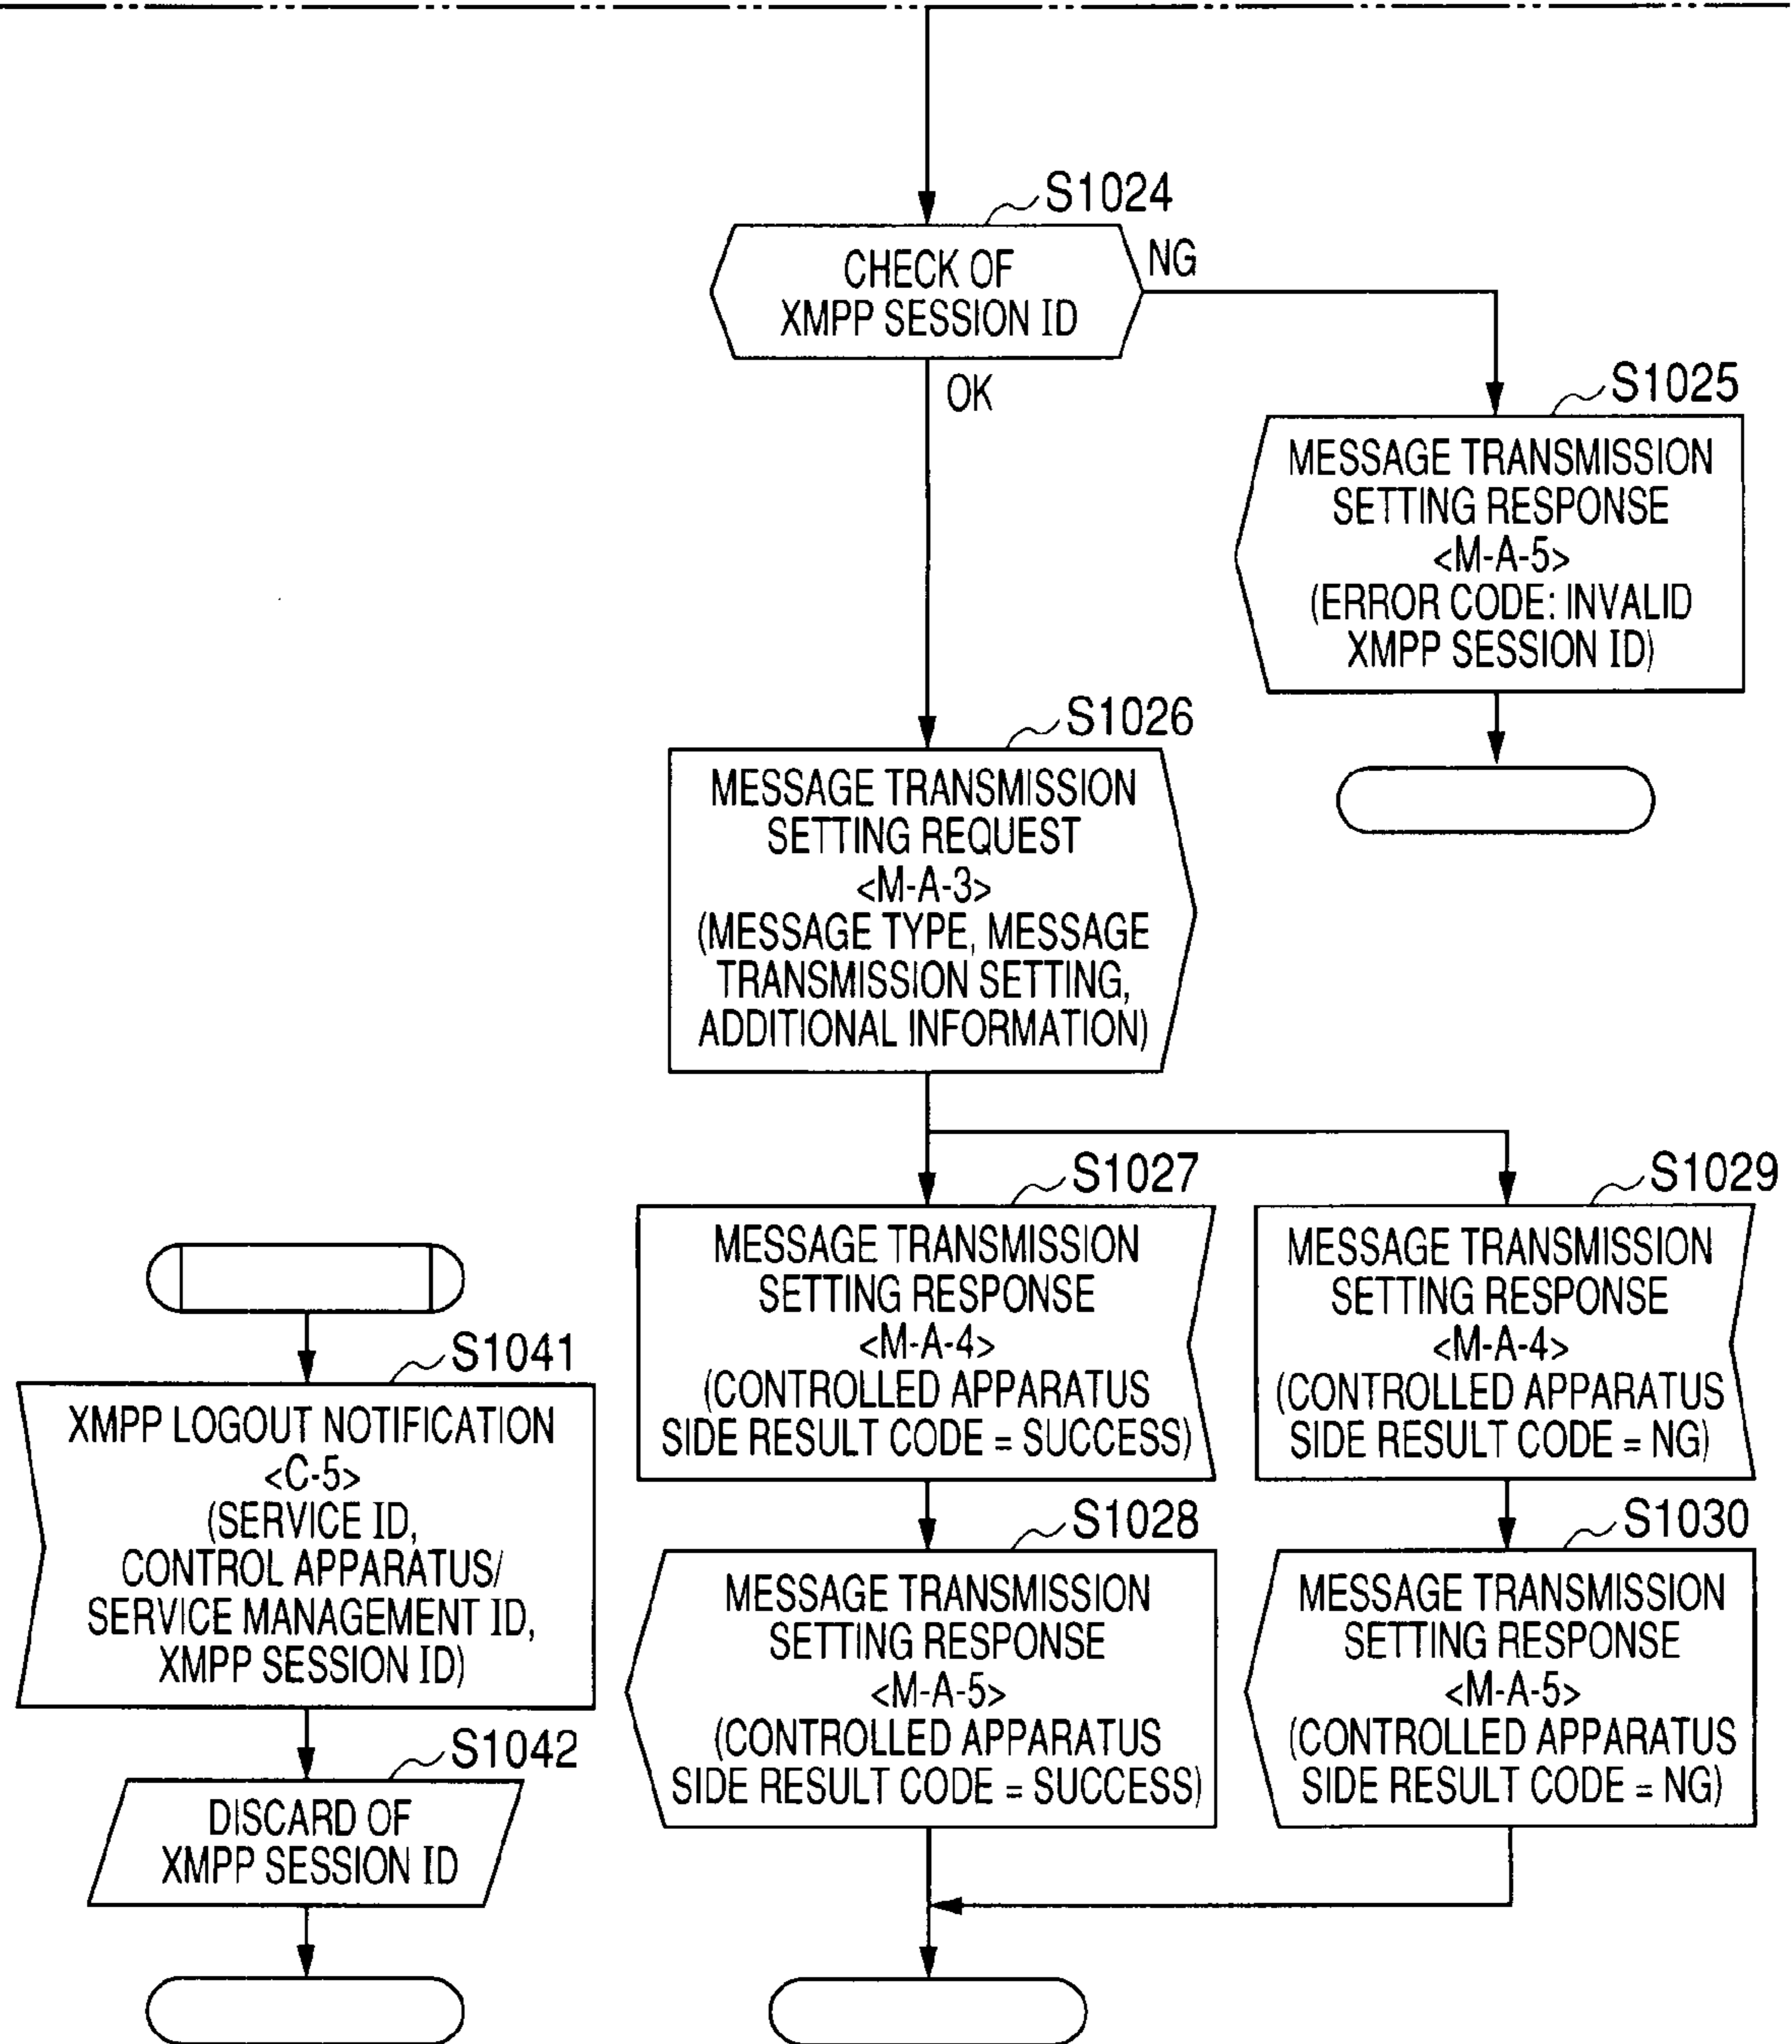 S1024
CHECK OF
XMPP SESSION ID
NG
OK
S1025
MESSAGE TRANSMISSION
SETTING RESPONSE
<M-A-5>
(ERROR CODE: INVALID
XMPP SESSION ID)
S1026
MESSAGE TRANSMISSION
SETTING REQUEST
<M-A-3>
(MESSAGE TYPE, MESSAGE
TRANSMISSION SETTING,
ADDITIONAL INFORMATION)
S1027
MESSAGE TRANSMISSION
SETTING RESPONSE
<M-A-4>
(CONTROLLED APPARATUS
SIDE RESULT CODE = SUCCESS)
S1029
MESSAGE TRANSMISSION
SETTING RESPONSE
<M-A-4>
(CONTROLLED APPARATUS
SIDE RESULT CODE = NG)
S1041
XMPP LOGOUT NOTIFICATION
<C-5>
(SERVICE ID,
CONTROL APPARATUS/
SERVICE MANAGEMENT ID,
XMPP SESSION ID)
S1028
MESSAGE TRANSMISSION
SETTING RESPONSE
<M-A-5>
(CONTROLLED APPARATUS
SIDE RESULT CODE = SUCCESS)
S1030
MESSAGE TRANSMISSION
SETTING RESPONSE
<M-A-5>
(CONTROLLED APPARATUS
SIDE RESULT CODE = NG)
S1042
DISCARD OF
XMPP SESSION ID